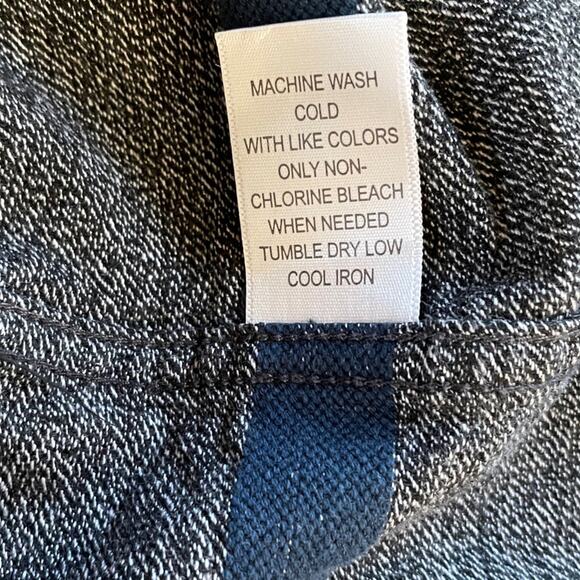 MACHINE WASH
COLD
WITH LIKE COLORS
ONLY NON-
CHLORINE BLEACH
WHEN NEEDED
TUMBLE DRY LOW
COOL IRON